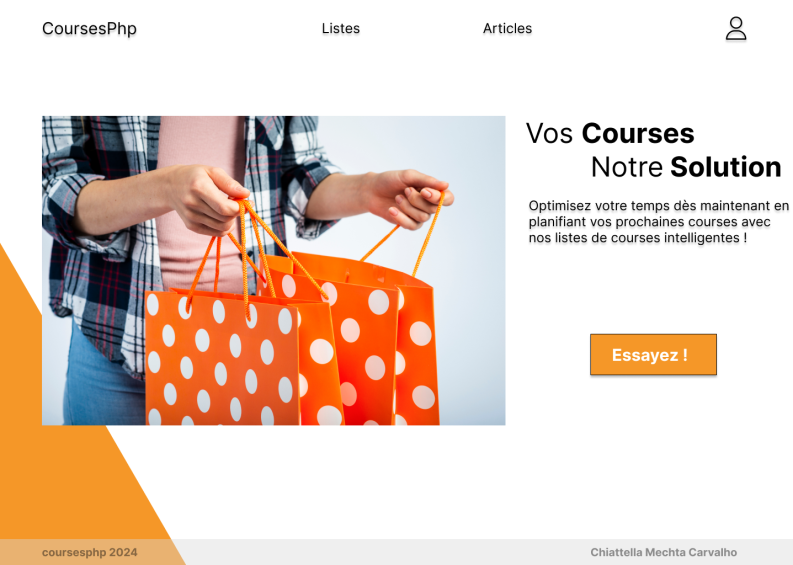 CoursesPhp
Listes
Articles
Vos Courses
Notre Solution
Optimisez votre temps dès maintenant en
planifiant vos prochaines courses avec
nos listes de courses intelligentes !
Essayez !
coursesphp 2024
Chiattella Mechta Carvalho